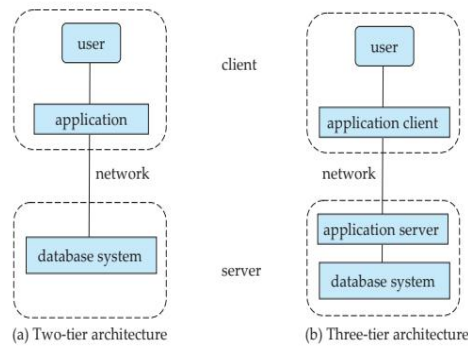 user
application
network
database system
(a) Two-tier architecture
client
server
user
application client
network
application server
database system
(b) Three-tier architecture